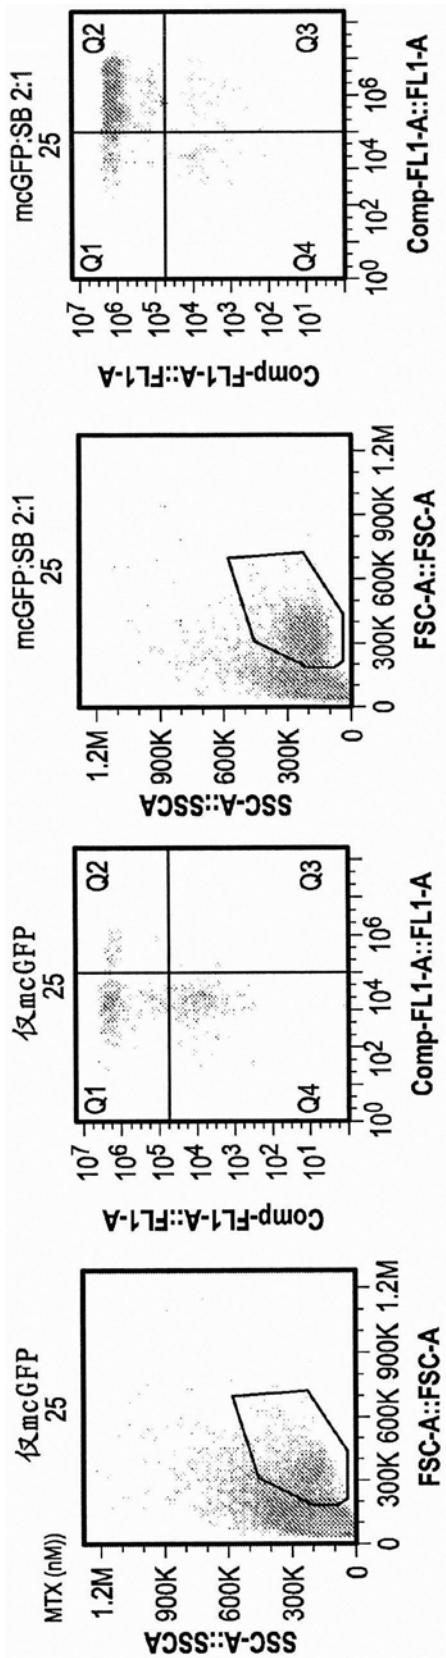 仅mcGFP
MTX (nM)) 25
SSC-A::SSCA
1.2M
900K
600K
300K
0
0 300K 600K 900K 1.2M
FSC-A::FSC-A
仅mcGFP
25
Comp-FL1-A::FL1-A
10⁷
10⁶
10⁵
10⁴
10³
10²
10¹
Q1 Q2
Q4 Q3
10⁰ 10² 10⁴ 10⁶
Comp-FL1-A::FL1-A
mcGFP:SB 2:1
25
SSC-A::SSCA
1.2M
900K
600K
300K
0
0 300K 600K 900K 1.2M
FSC-A::FSC-A
mcGFP:SB 2:1
25
Comp-FL1-A::FL1-A
10⁷
10⁶
10⁵
10⁴
10³
10²
10¹
Q1 Q2
Q4 Q3
10⁰ 10² 10⁴ 10⁶
Comp-FL1-A::FL1-A